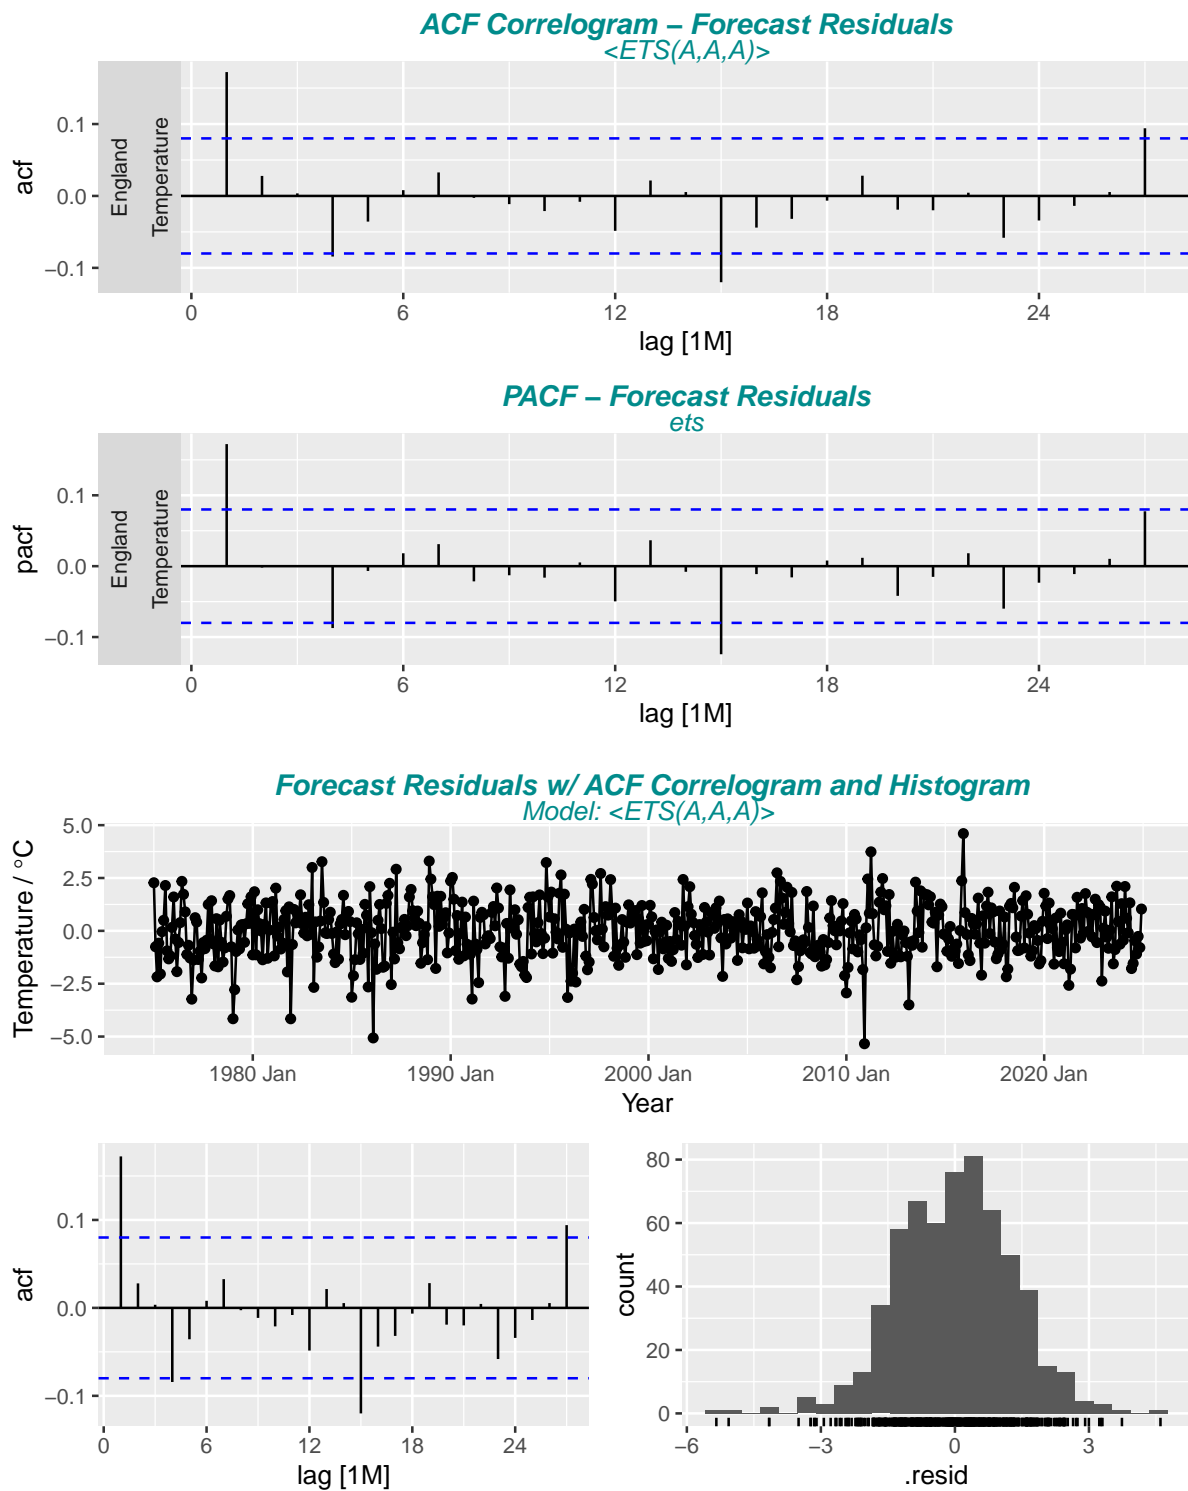 ACF Correlogram – Forecast Residuals
<ETS(A,A,A)>
acf
England
Temperature
0.1
0.0
−0.1
0 6 12 18 24
lag [1M]
PACF – Forecast Residuals
ets
pacf
England
Temperature
0.1
0.0
−0.1
0 6 12 18 24
lag [1M]
Forecast Residuals w/ ACF Correlogram and Histogram
Model: <ETS(A,A,A)>
Temperature / °C
5.0
2.5
0.0
−2.5
−5.0
1980 Jan 1990 Jan 2000 Jan 2010 Jan 2020 Jan
Year
acf
0.1
0.0
−0.1
0 6 12 18 24
lag [1M]
count
80
60
40
20
0
−6 −3 0 3
.resid